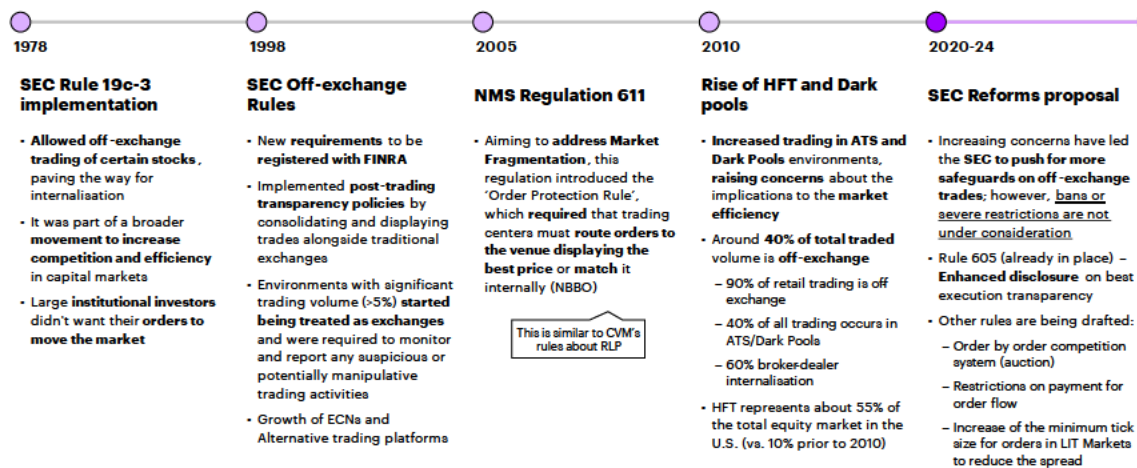 1978
SEC Rule 19c-3
implementation
• Allowed off-exchange
trading of certain stocks,
paving the way for
internalisation
• It was part of a broader
movement to increase
competition and efficiency
in capital markets
• Large institutional investors
didn't want their orders to
move the market
1998
SEC Off-exchange
Rules
• New requirements to be
registered with FINRA
• Implemented post-trading
transparency policies by
consolidating and displaying
trades alongside traditional
exchanges
• Environments with significant
trading volume (>5%) started
being treated as exchanges
and were required to monitor
and report any suspicious or
potentially manipulative
trading activities
• Growth of ECNs and
Alternative trading platforms
2005
NMS Regulation 611
• Aiming to address Market
Fragmentation, this
regulation introduced the
'Order Protection Rule',
which required that trading
centers must route orders to
the venue displaying the
best price or match it
internally (NBBO)
This is similar to CVM's
rules about RLP
2010
Rise of HFT and Dark
pools
• Increased trading in ATS and
Dark Pools environments,
raising concerns about the
implications to the market
efficiency
• Around 40% of total traded
volume is off-exchange
– 90% of retail trading is off
exchange
– 40% of all trading occurs in
ATS/Dark Pools
– 60% broker-dealer
internalisation
• HFT represents about 55% of
the total equity market in the
U.S. (vs. 10% prior to 2010)
2020-24
SEC Reforms proposal
• Increasing concerns have led
the SEC to push for more
safeguards on off-exchange
trades; however, bans or
severe restrictions are not
under consideration
• Rule 605 (already in place) –
Enhanced disclosure on best
execution transparency
• Other rules are being drafted:
– Order by order competition
system (auction)
– Restrictions on payment for
order flow
– Increase of the minimum tick
size for orders in LIT Markets
to reduce the spread